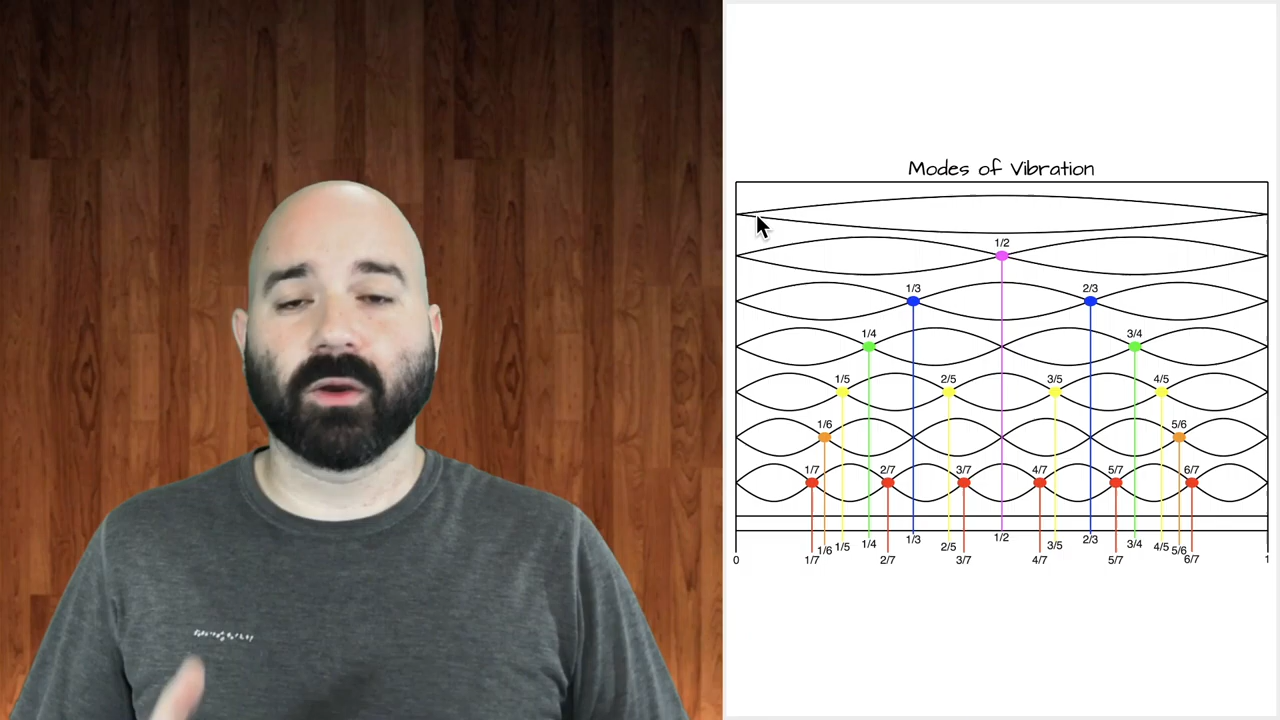 Modes of Vibration
1/2
1/3 2/3
1/4 3/4
1/5 2/5 3/5 4/5
1/6 5/6
1/7 2/7 3/7 4/7 5/7 6/7
0 1/7 1/6 1/5 1/4 2/7 1/3 2/5 3/7 1/2 4/7 3/5 2/3 5/7 3/4 4/5 5/6 6/7 1